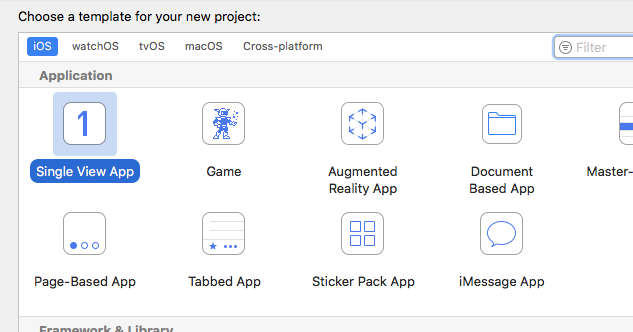 Choose a template for your new project:
iOS watchOS tvOS macOS Cross-platform Filter
Application
1
Single View App Game Augmented Document Master-
Reality App Based App
Page-Based App Tabbed App Sticker Pack App iMessage App
Framework & Library